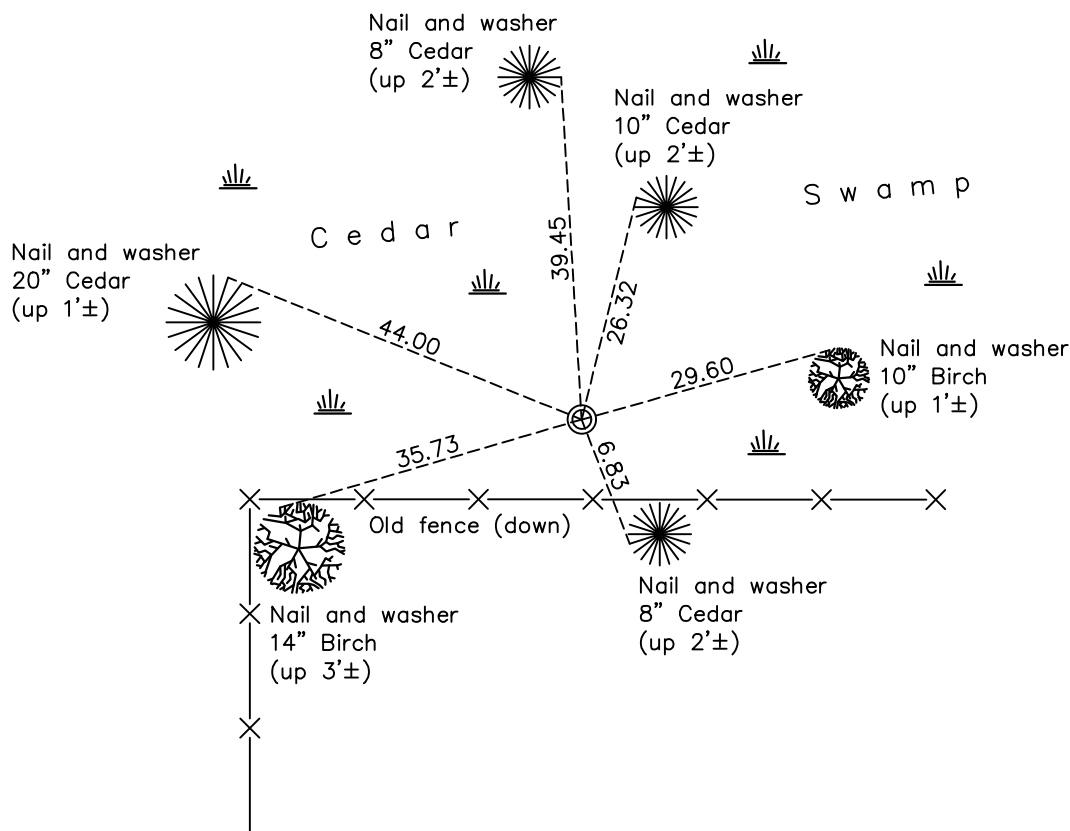 Nail and washer
8" Cedar
(up 2'±)
Nail and washer
10" Cedar
(up 2'±)
S w a m p
C e d a r
Nail and washer
20" Cedar
(up 1'±)
39.45
26.32
44.00
29.60
Nail and washer
10" Birch
(up 1'±)
35.73
6.83
Old fence (down)
Nail and washer
8" Cedar
(up 2'±)
Nail and washer
14" Birch
(up 3'±)